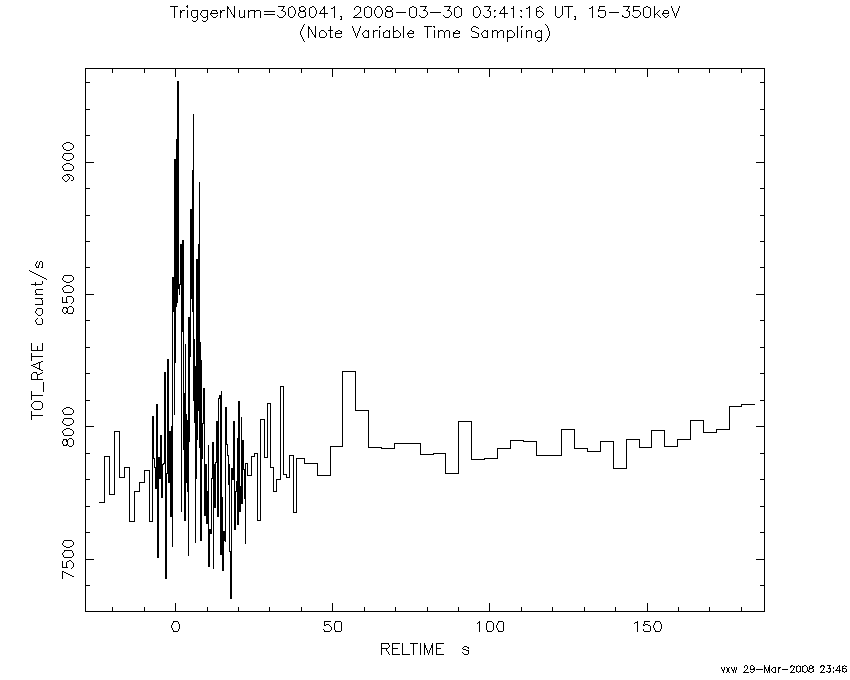 TriggerNum=308041, 2008-03-30 03:41:16 UT, 15-350keV
(Note Variable Time Sampling)
9000
8500
8000
7500
TOT_RATE count/s
0 50 100 150
RELTIME s
vxw 29-Mar-2008 23:46